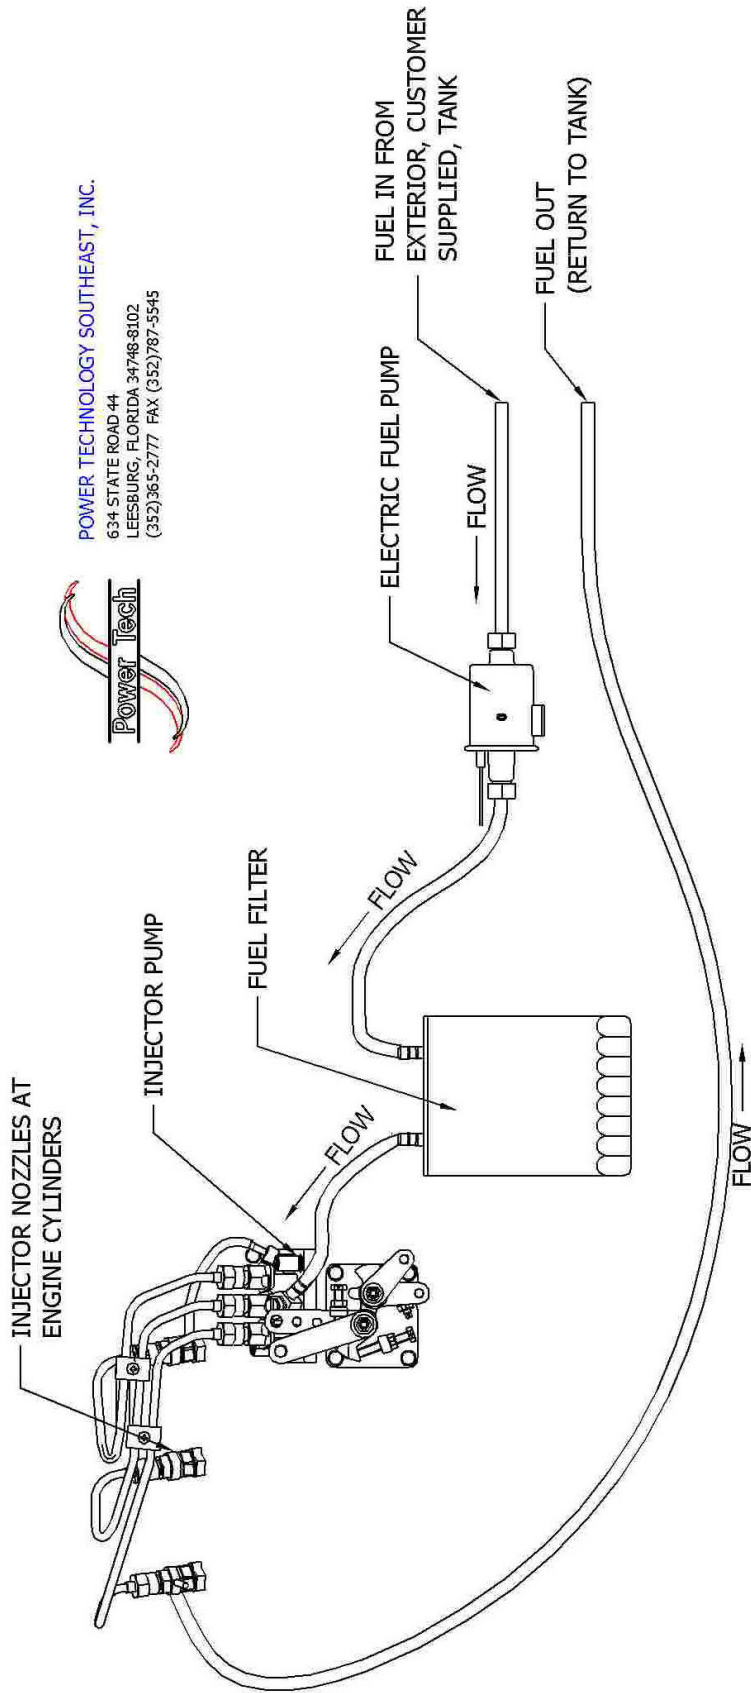 POWER TECHNOLOGY SOUTHEAST, INC.
634 STATE ROAD 44
LEESBURG, FLORIDA 34748-8102
(352)365-2777 FAX (352)787-5545
Power Tech
INJECTOR NOZZLES AT
ENGINE CYLINDERS
INJECTOR PUMP
FUEL FILTER
ELECTRIC FUEL PUMP
FUEL IN FROM
EXTERIOR, CUSTOMER
SUPPLIED, TANK
FUEL OUT
(RETURN TO TANK)
FLOW
FLOW
FLOW
FLOW